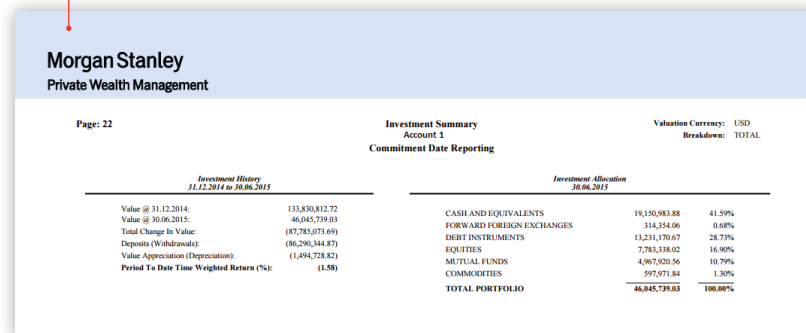 Morgan Stanley
Private Wealth Management
Page: 22
Investment Summary
Account 1
Commitment Date Reporting
Valuation Currency: USD
Breakdown: TOTAL
Investment History
31.12.2014 to 30.06.2015
Value @ 31.12.2014: 133,830,812.72
Value @ 30.06.2015: 46,045,739.03
Total Change In Value: (87,785,073.69)
Deposits (Withdrawals): (86,290,344.87)
Value Appreciation (Depreciation): (1,494,728.82)
Period To Date Time Weighted Return (%): (1.58)
Investment Allocation
30.06.2015
CASH AND EQUIVALENTS 19,150,983.88 41.59%
FORWARD FOREIGN EXCHANGES 314,354.06 0.68%
DEBT INSTRUMENTS 13,231,170.67 28.73%
EQUITIES 7,783,338.02 16.90%
MUTUAL FUNDS 4,967,920.56 10.79%
COMMODITIES 597,971.84 1.30%
TOTAL PORTFOLIO 46,045,739.03 100.00%